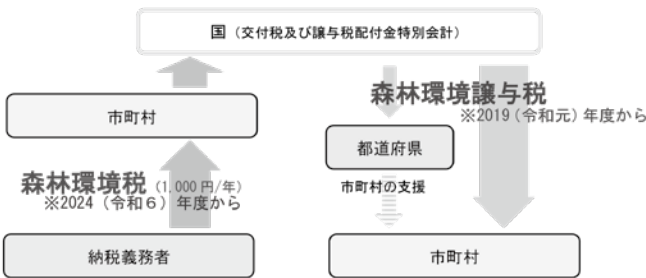 国（交付税及び譲与税配付金特別会計）
市町村
森林環境税（1,000円/年）
※2024（令和６）年度から
納税義務者
森林環境譲与税
※2019（令和元）年度から
都道府県
市町村の支援
市町村